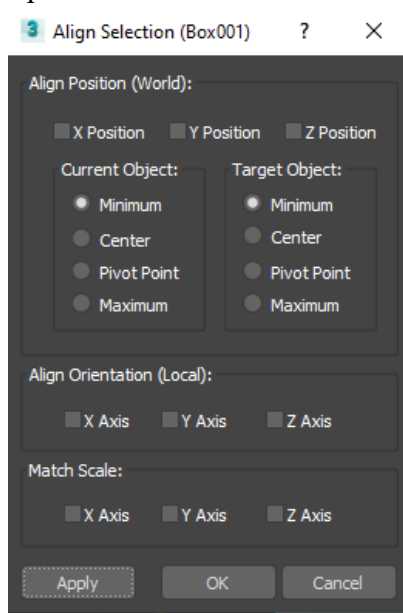 3 Align Selection (Box001) ? X
Align Position (World):
X Position Y Position Z Position
Current Object: Target Object:
Minimum Minimum
Center Center
Pivot Point Pivot Point
Maximum Maximum
Align Orientation (Local):
X Axis Y Axis Z Axis
Match Scale:
X Axis Y Axis Z Axis
Apply OK Cancel